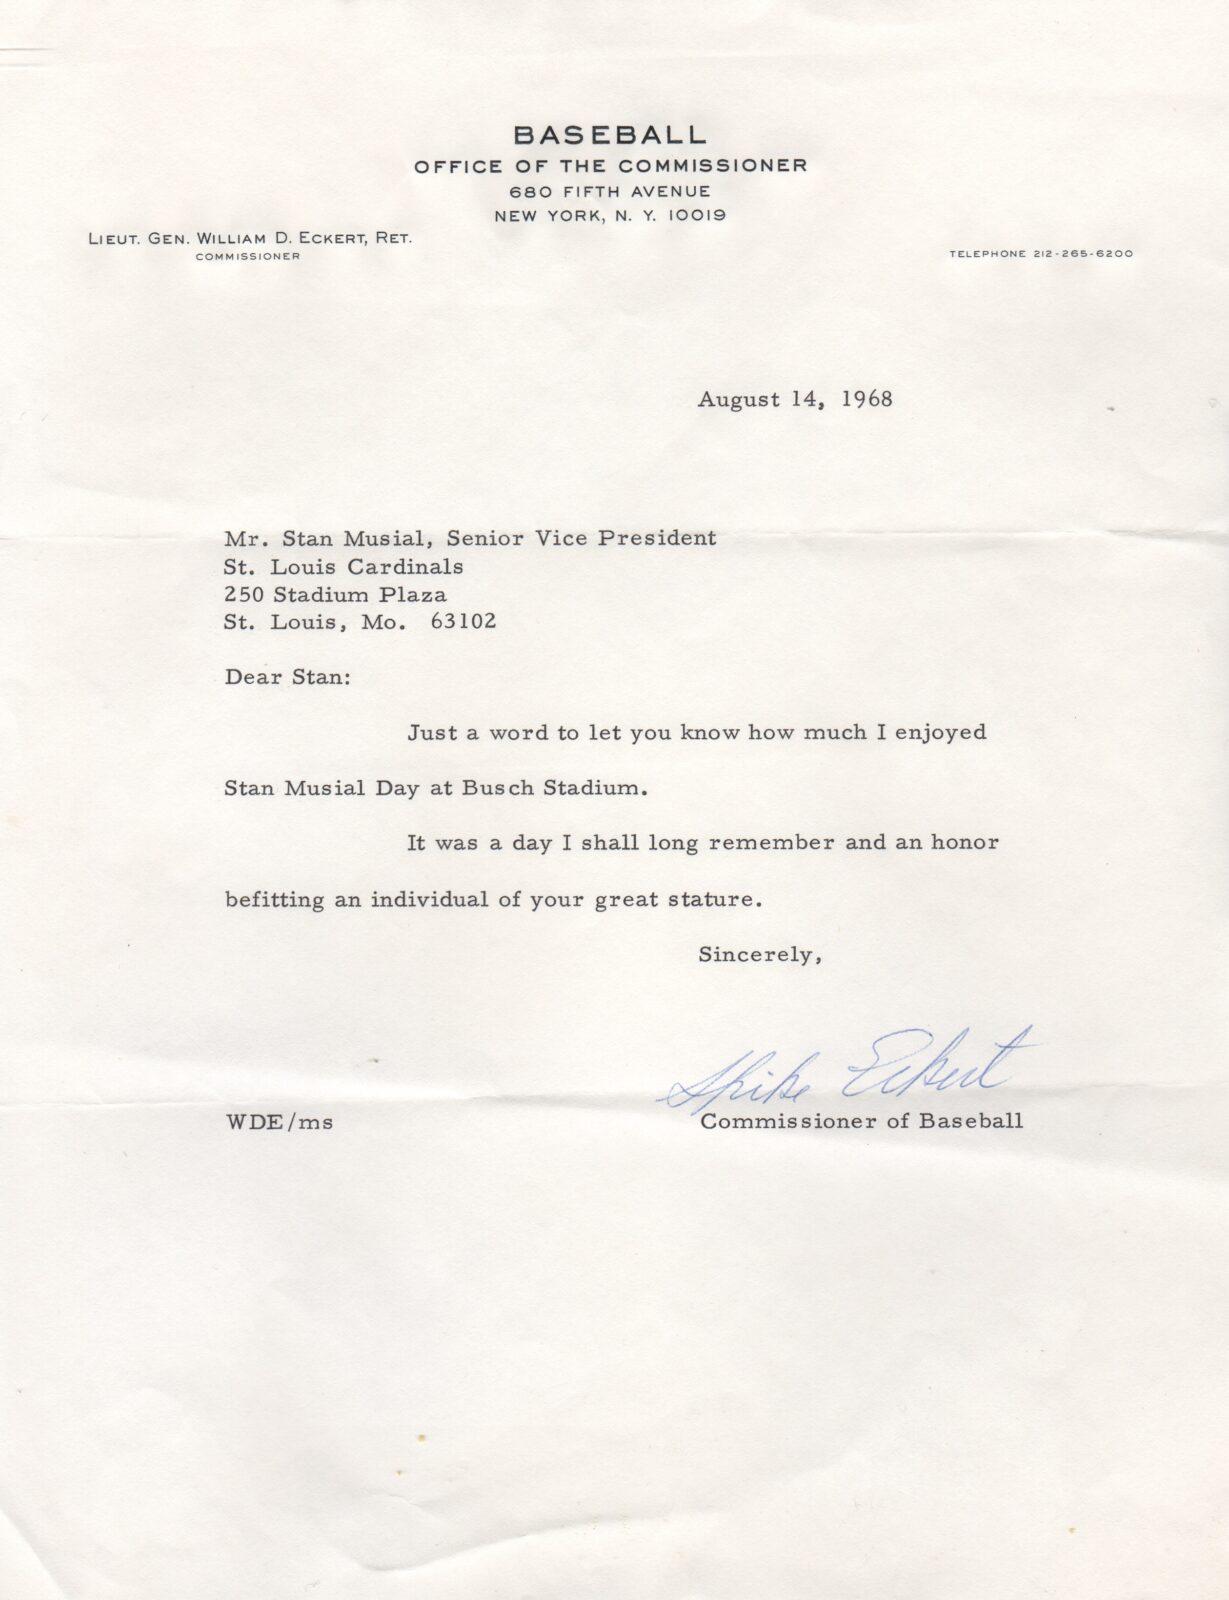 BASEBALL
OFFICE OF THE COMMISSIONER
680 FIFTH AVENUE
NEW YORK, N. Y. 10019
LIEUT. GEN. WILLIAM D. ECKERT, RET.
COMMISSIONER
TELEPHONE 212-265-6200
August 14, 1968
Mr. Stan Musial, Senior Vice President
St. Louis Cardinals
250 Stadium Plaza
St. Louis, Mo. 63102
Dear Stan:
Just a word to let you know how much I enjoyed
Stan Musial Day at Busch Stadium.
It was a day I shall long remember and an honor
befitting an individual of your great stature.
Sincerely,
Spike Eckert
WDE/ms
Commissioner of Baseball